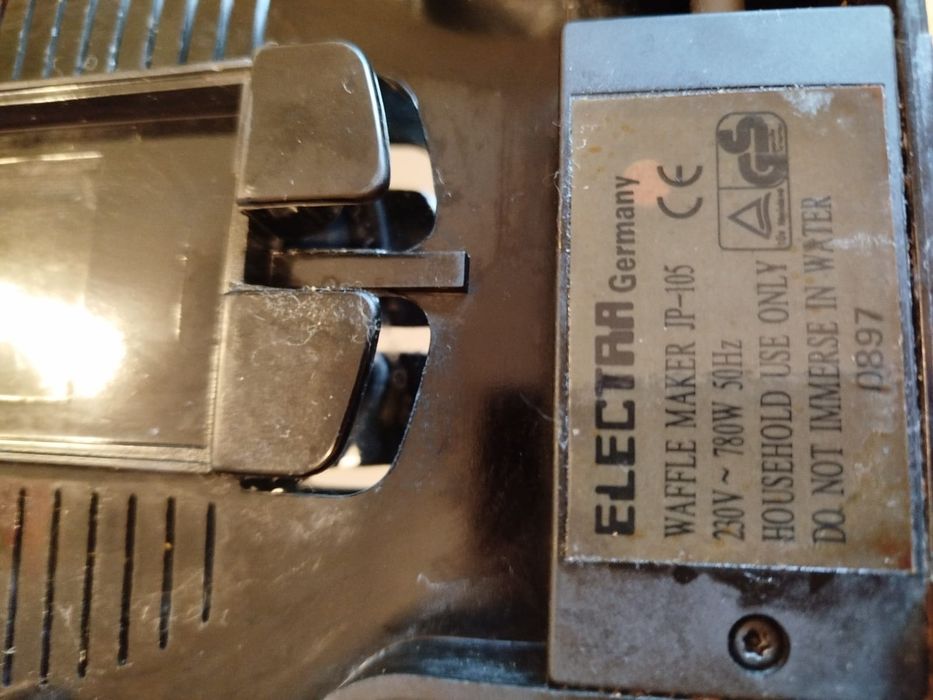 ELECTRA Germany
WAFFLE MAKER JP-105
230V~ 780W 50Hz
HOUSEHOLD USE ONLY
DO NOT IMMERSE IN WATER
0897
CE
GS